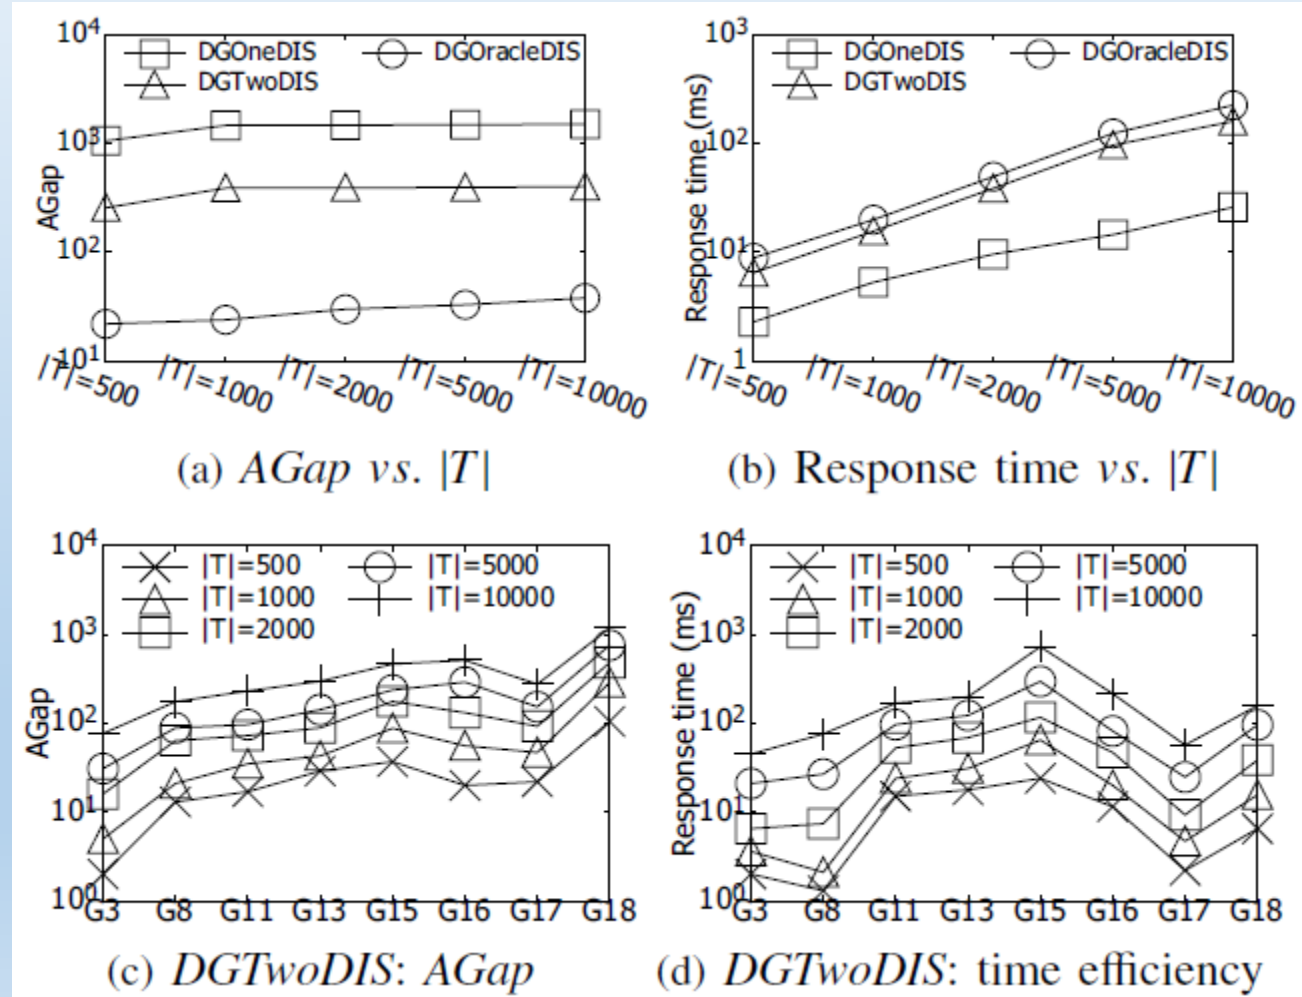 10^4
DGOneDIS DGOracleDIS
DGTwoDIS
10^3
AGap
10^2
10^1
|T|=500 |T|=1000 |T|=2000 |T|=5000 |T|=10000
(a) AGap vs. |T|
10^3
DGOneDIS DGOracleDIS
DGTwoDIS
Response time (ms)
10^2
10^1
1
|T|=500 |T|=1000 |T|=2000 |T|=5000 |T|=10000
(b) Response time vs. |T|
10^4
|T|=500 |T|=5000
|T|=1000 |T|=10000
|T|=2000
10^3
AGap
10^2
10^1
10^0
G3 G8 G11 G13 G15 G16 G17 G18
(c) DGTwoDIS: AGap
10^4
|T|=500 |T|=5000
|T|=1000 |T|=10000
|T|=2000
10^3
Response time (ms)
10^2
10^1
10^0
G3 G8 G11 G13 G15 G16 G17 G18
(d) DGTwoDIS: time efficiency